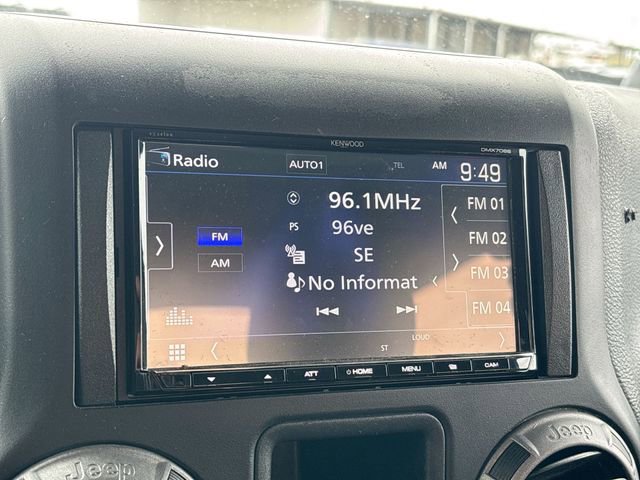 KENWOOD
DMX706S
Radio
AUTO1
TEL
AM 9:49
96.1MHz
PS 96ve
SE
No Informat
FM
AM
FM 01
FM 02
FM 03
FM 04
LOUD
ST
ATT
HOME
MENU
CAM
Jeep
Jeep